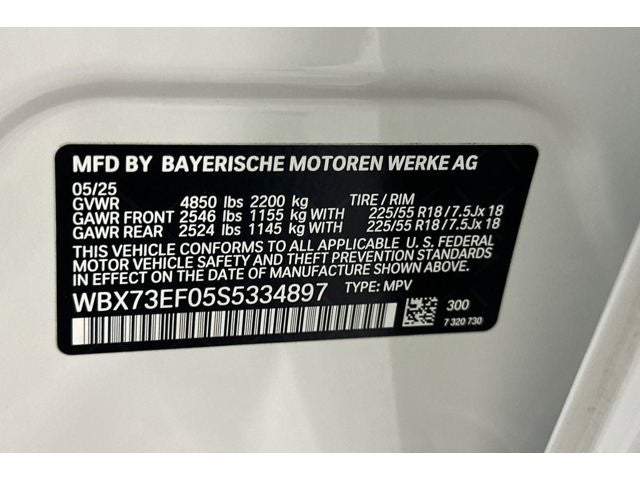 MFD BY BAYERISCHE MOTOREN WERKE AG
05/25
GVWR 4850 lbs 2200 kg TIRE / RIM
GAWR FRONT 2546 lbs 1155 kg WITH 225/55 R18/7.5Jx 18
GAWR REAR 2524 lbs 1145 kg WITH 225/55 R18/7.5Jx 18
THIS VEHICLE CONFORMS TO ALL APPLICABLE U.S. FEDERAL
MOTOR VEHICLE SAFETY AND THEFT PREVENTION STANDARDS
IN EFFECT ON THE DATE OF MANUFACTURE SHOWN ABOVE.
WBX73EF05S5334897 TYPE: MPV
300
7 320 730